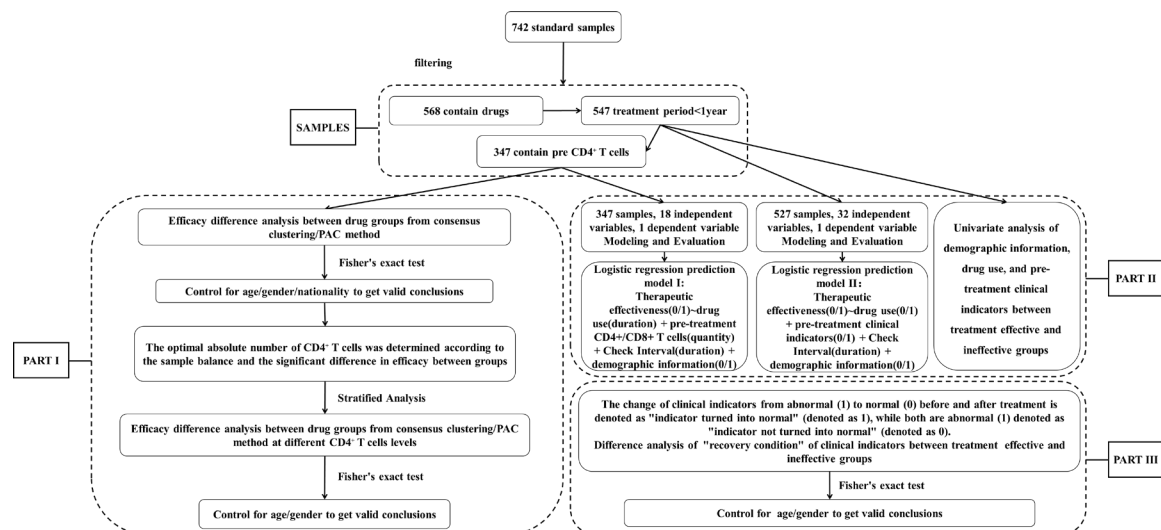 742 standard samples
filtering
568 contain drugs
547 treatment period<1year
SAMPLES
347 contain pre CD4⁺ T cells
Efficacy difference analysis between drug groups from consensus
clustering/PAC method
Fisher's exact test
Control for age/gender/nationality to get valid conclusions
PART I
The optimal absolute number of CD4⁺ T cells was determined according to
the sample balance and the significant difference in efficacy between groups
Stratified Analysis
Efficacy difference analysis between drug groups from consensus clustering/PAC
method at different CD4⁺ T cells levels
Fisher's exact test
Control for age/gender to get valid conclusions
347 samples, 18 independent
variables, 1 dependent variable
Modeling and Evaluation
Logistic regression prediction
model I:
Therapeutic
effectiveness(0/1)~drug
use(duration) + pre-treatment
CD4+/CD8+ T cells(quantity)
+ Check Interval(duration) +
demographic information(0/1)
527 samples, 32 independent
variables, 1 dependent variable
Modeling and Evaluation
Logistic regression prediction
model II:
Therapeutic
effectiveness(0/1)~drug use(0/1)
+ pre-treatment clinical
indicators(0/1) + Check
Interval(duration) +
demographic information(0/1)
Univariate analysis of
demographic information,
drug use, and pre-
treatment clinical
indicators between
treatment effective and
ineffective groups
PART II
The change of clinical indicators from abnormal (1) to normal (0) before and after treatment is
denoted as "indicator turned into normal" (denoted as 1), while both are abnormal (1) denoted as
"indicator not turned into normal" (denoted as 0).
Difference analysis of "recovery condition" of clinical indicators between treatment effective and
ineffective groups
PART III
Fisher's exact test
Control for age/gender to get valid conclusions